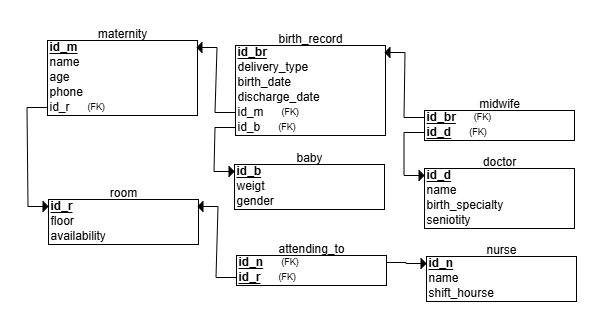 maternity
id_m
name
age
phone
id_r (FK)
birth_record
id_br
delivery_type
birth_date
discharge_date
id_m (FK)
id_b (FK)
midwife
id_br (FK)
id_d (FK)
baby
id_b
weigt
gender
doctor
id_d
name
birth_specialty
seniotity
room
id_r
floor
availability
attending_to
id_n (FK)
id_r (FK)
nurse
id_n
name
shift_hourse